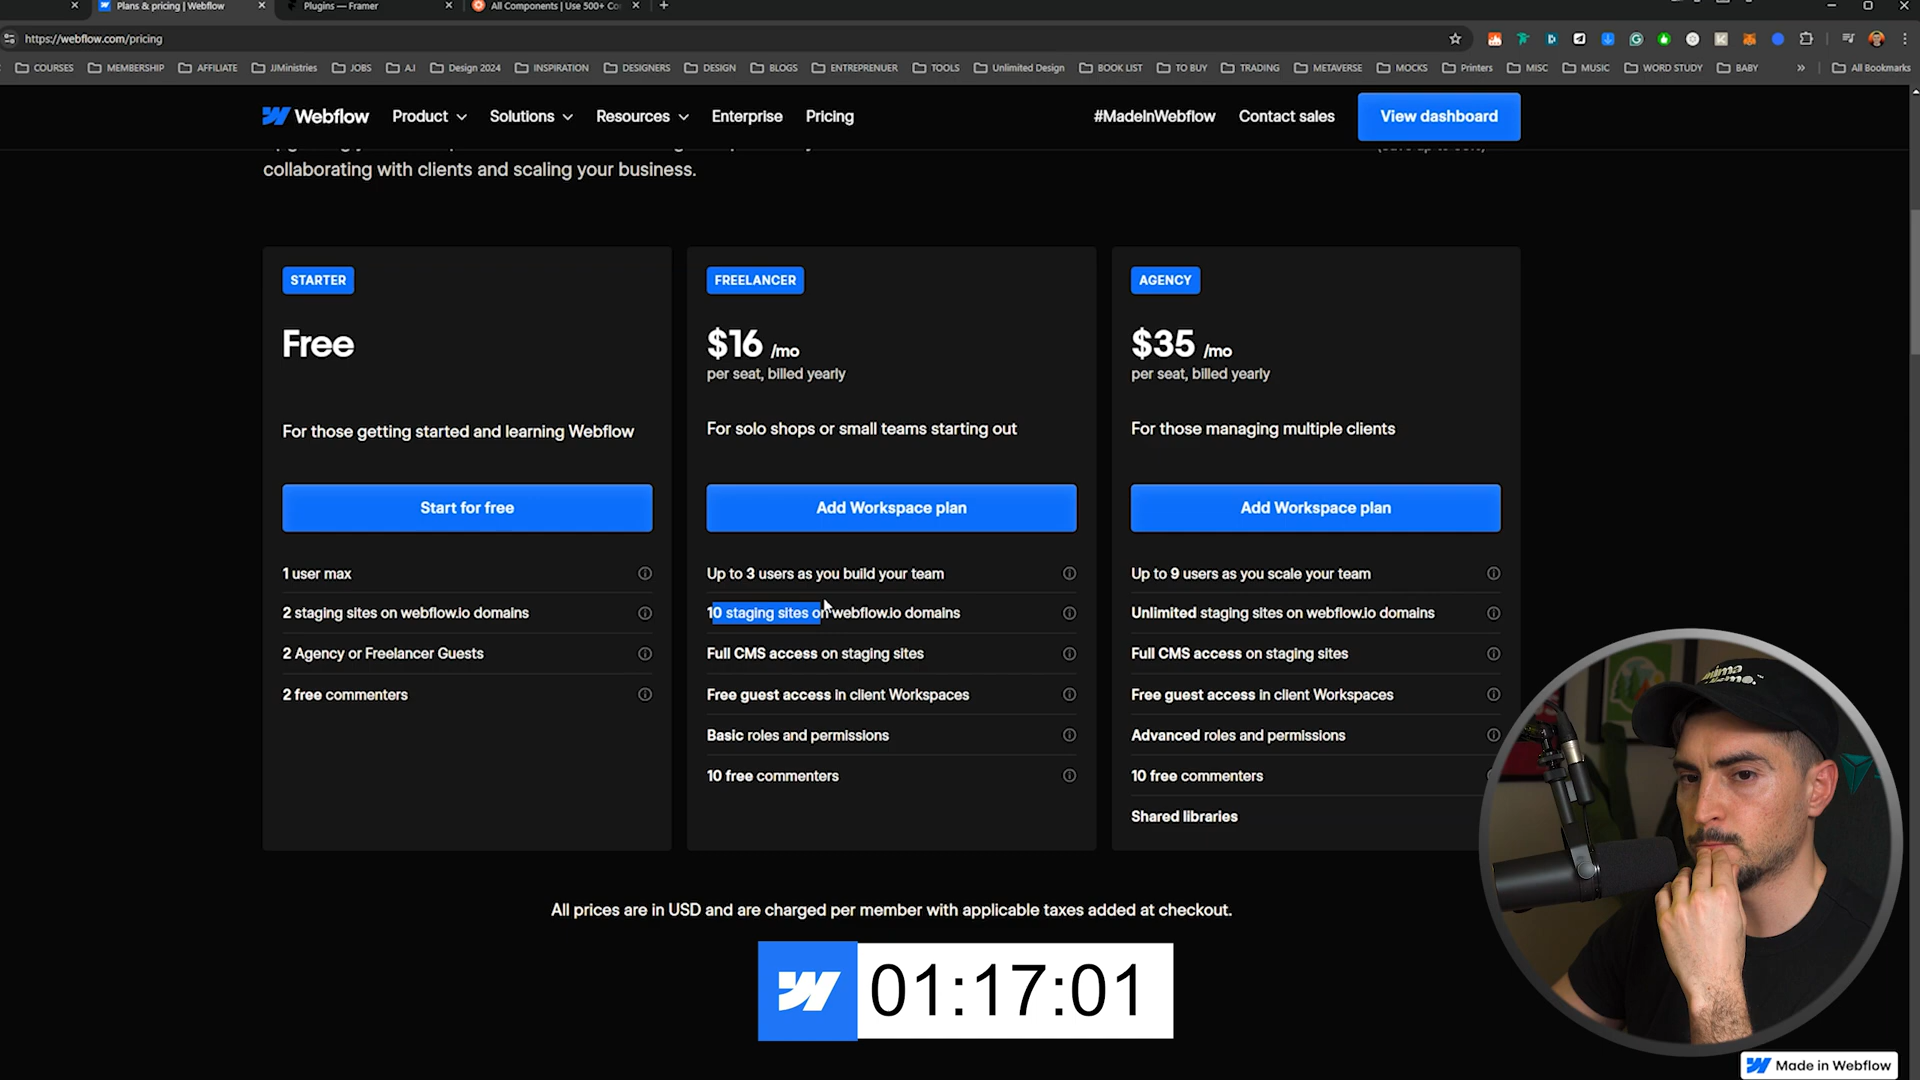 Plans & pricing | Webflow
Plugins — Framer
All Components | Use 500+ Co
https://webflow.com/pricing
COURSES
MEMBERSHIP
AFFILIATE
JJMinistries
JOBS
A.I
Design 2024
INSPIRATION
DESIGNERS
DESIGN
BLOGS
ENTREPRENUER
TOOLS
Unlimited Design
BOOK LIST
TO BUY
TRADING
METAVERSE
MOCKS
Printers
MISC
MUSIC
WORD STUDY
BABY
All Bookmarks
Webflow
Product
Solutions
Resources
Enterprise
Pricing
#MadeInWebflow
Contact sales
View dashboard
collaborating with clients and scaling your business.
STARTER
Free
For those getting started and learning Webflow
Start for free
1 user max
2 staging sites on webflow.io domains
2 Agency or Freelancer Guests
2 free commenters
FREELANCER
$16 /mo
per seat, billed yearly
For solo shops or small teams starting out
Add Workspace plan
Up to 3 users as you build your team
10 staging sites on webflow.io domains
Full CMS access on staging sites
Free guest access in client Workspaces
Basic roles and permissions
10 free commenters
AGENCY
$35 /mo
per seat, billed yearly
For those managing multiple clients
Add Workspace plan
Up to 9 users as you scale your team
Unlimited staging sites on webflow.io domains
Full CMS access on staging sites
Free guest access in client Workspaces
Advanced roles and permissions
10 free commenters
Shared libraries
All prices are in USD and are charged per member with applicable taxes added at checkout.
01:17:01
Made in Webflow